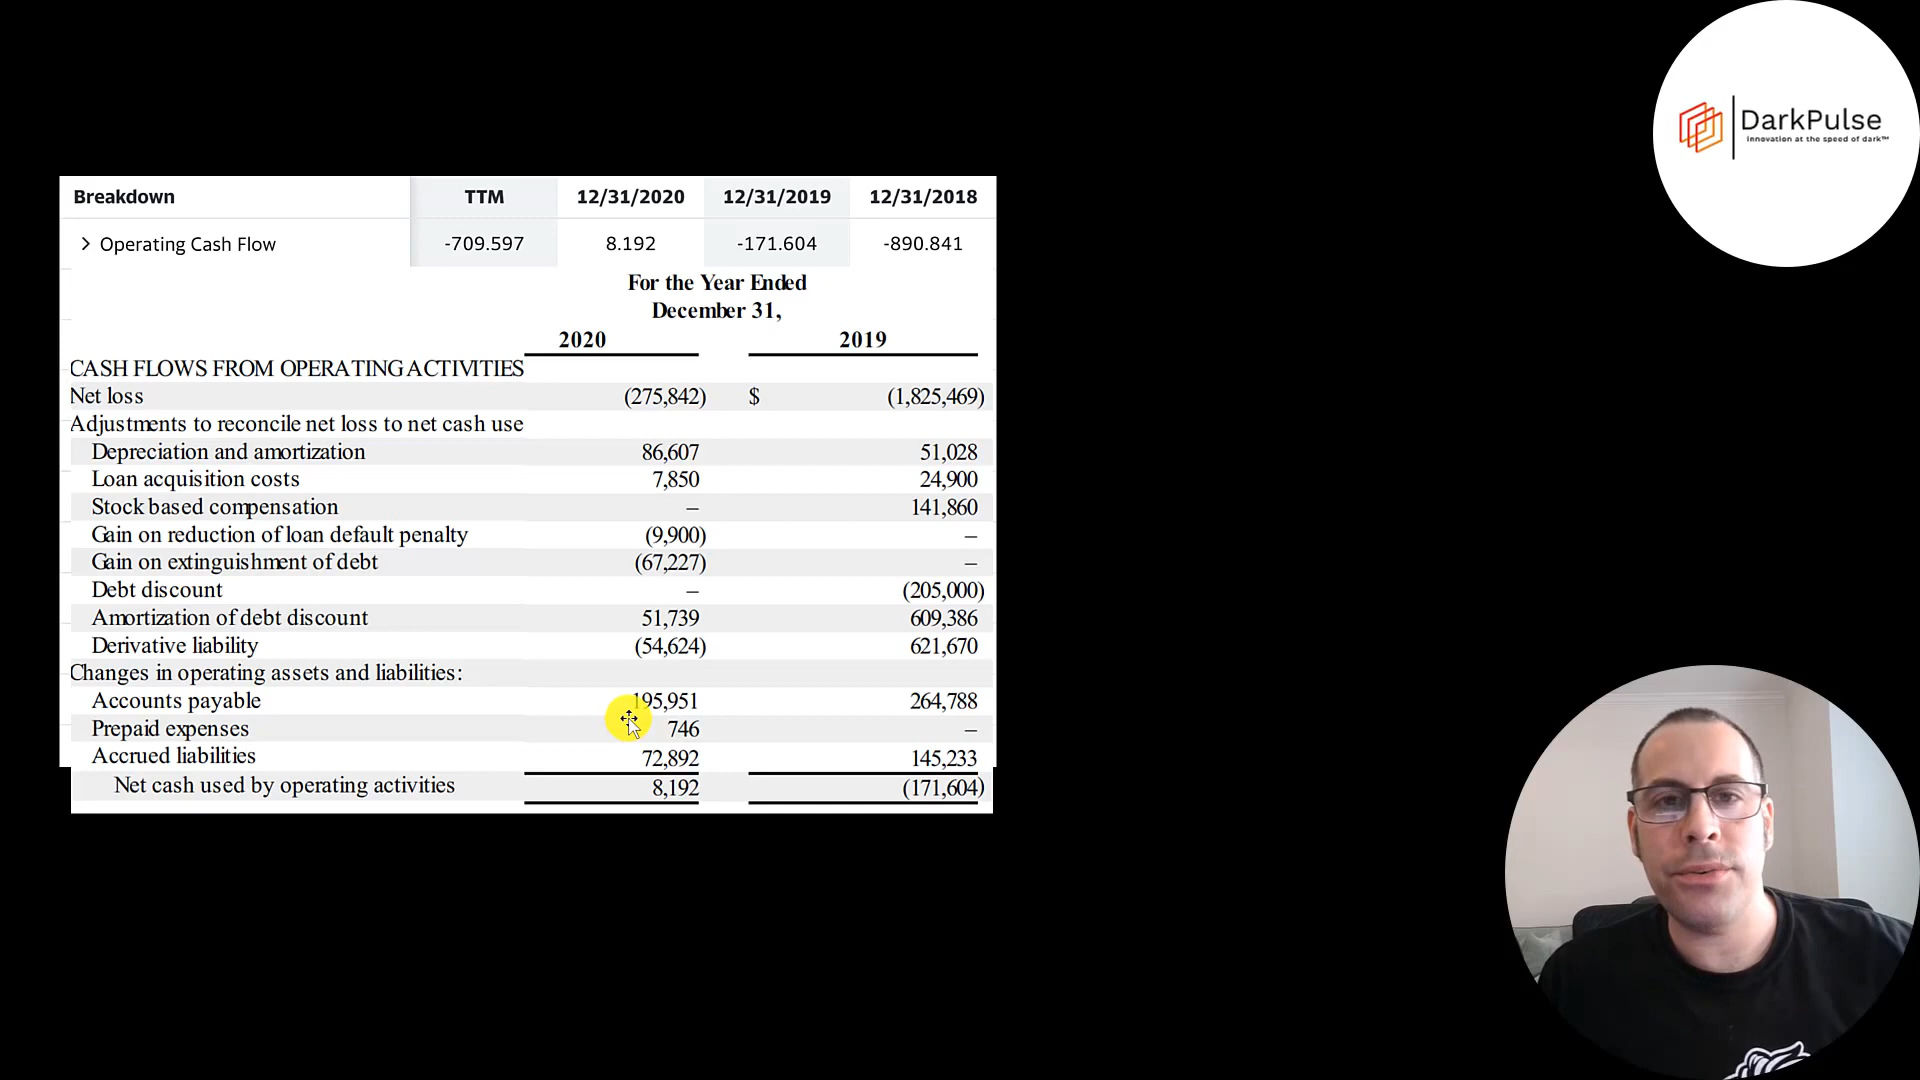 DarkPulse
Innovation at the speed of dark™
Breakdown TTM 12/31/2020 12/31/2019 12/31/2018
Operating Cash Flow -709.597 8.192 -171.604 -890.841
For the Year Ended
December 31,
2020 2019
CASH FLOWS FROM OPERATING ACTIVITIES
Net loss (275,842) $ (1,825,469)
Adjustments to reconcile net loss to net cash use
Depreciation and amortization 86,607 51,028
Loan acquisition costs 7,850 24,900
Stock based compensation – 141,860
Gain on reduction of loan default penalty (9,900) –
Gain on extinguishment of debt (67,227) –
Debt discount – (205,000)
Amortization of debt discount 51,739 609,386
Derivative liability (54,624) 621,670
Changes in operating assets and liabilities:
Accounts payable 195,951 264,788
Prepaid expenses 746 –
Accrued liabilities 72,892 145,233
Net cash used by operating activities 8,192 (171,604)